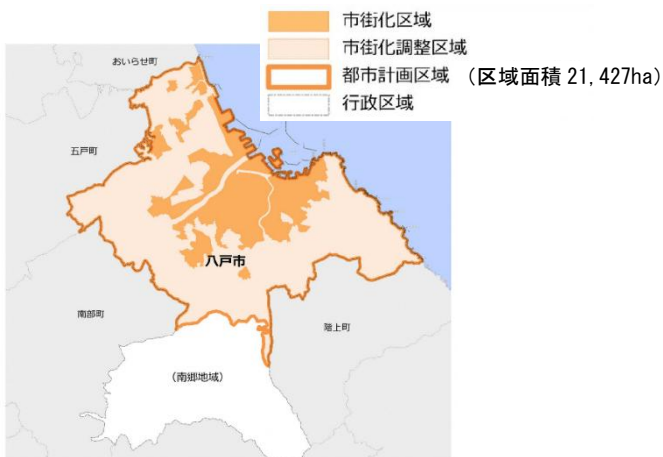 市街化区域
市街化調整区域
都市計画区域 (区域面積 21,427ha)
行政区域
おいらせ町
五戸町
八戸市
南部町
階上町
(南郷地域)